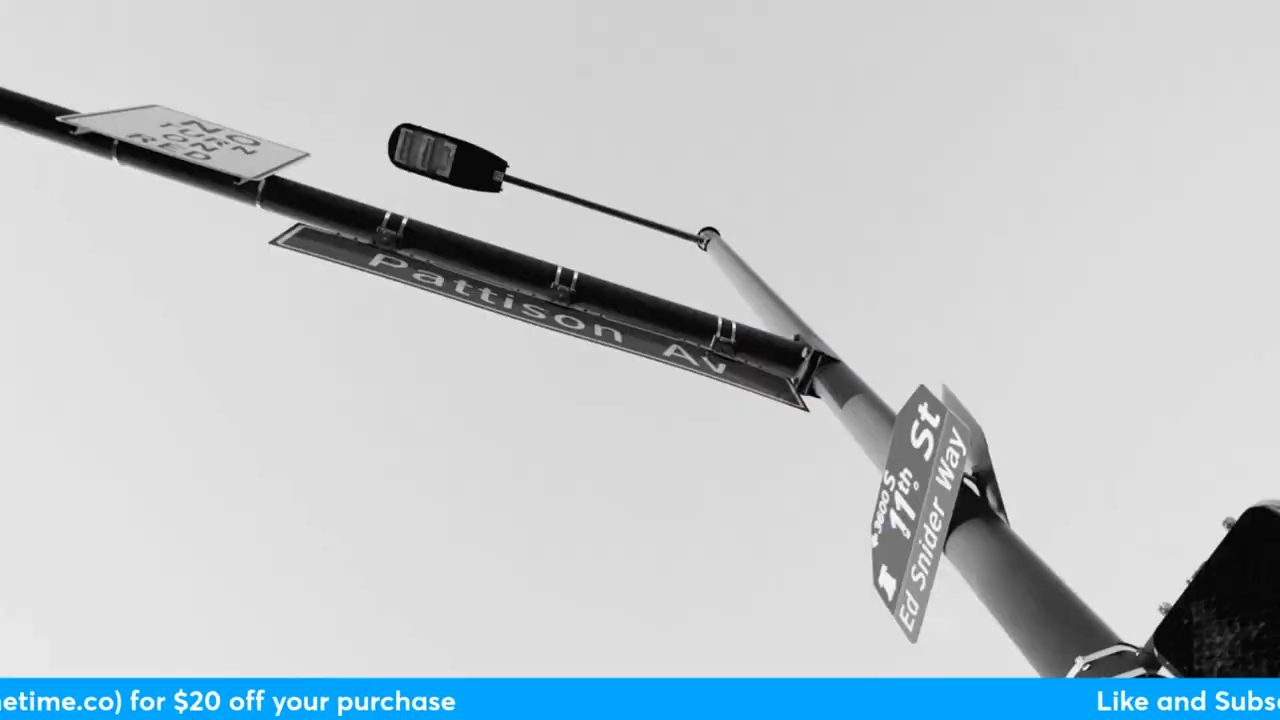 NO
TURN
ON
RED
Pattison Av
3600 S
11th St
Ed Snider Way
netime.co) for $20 off your purchase
Like and Subs